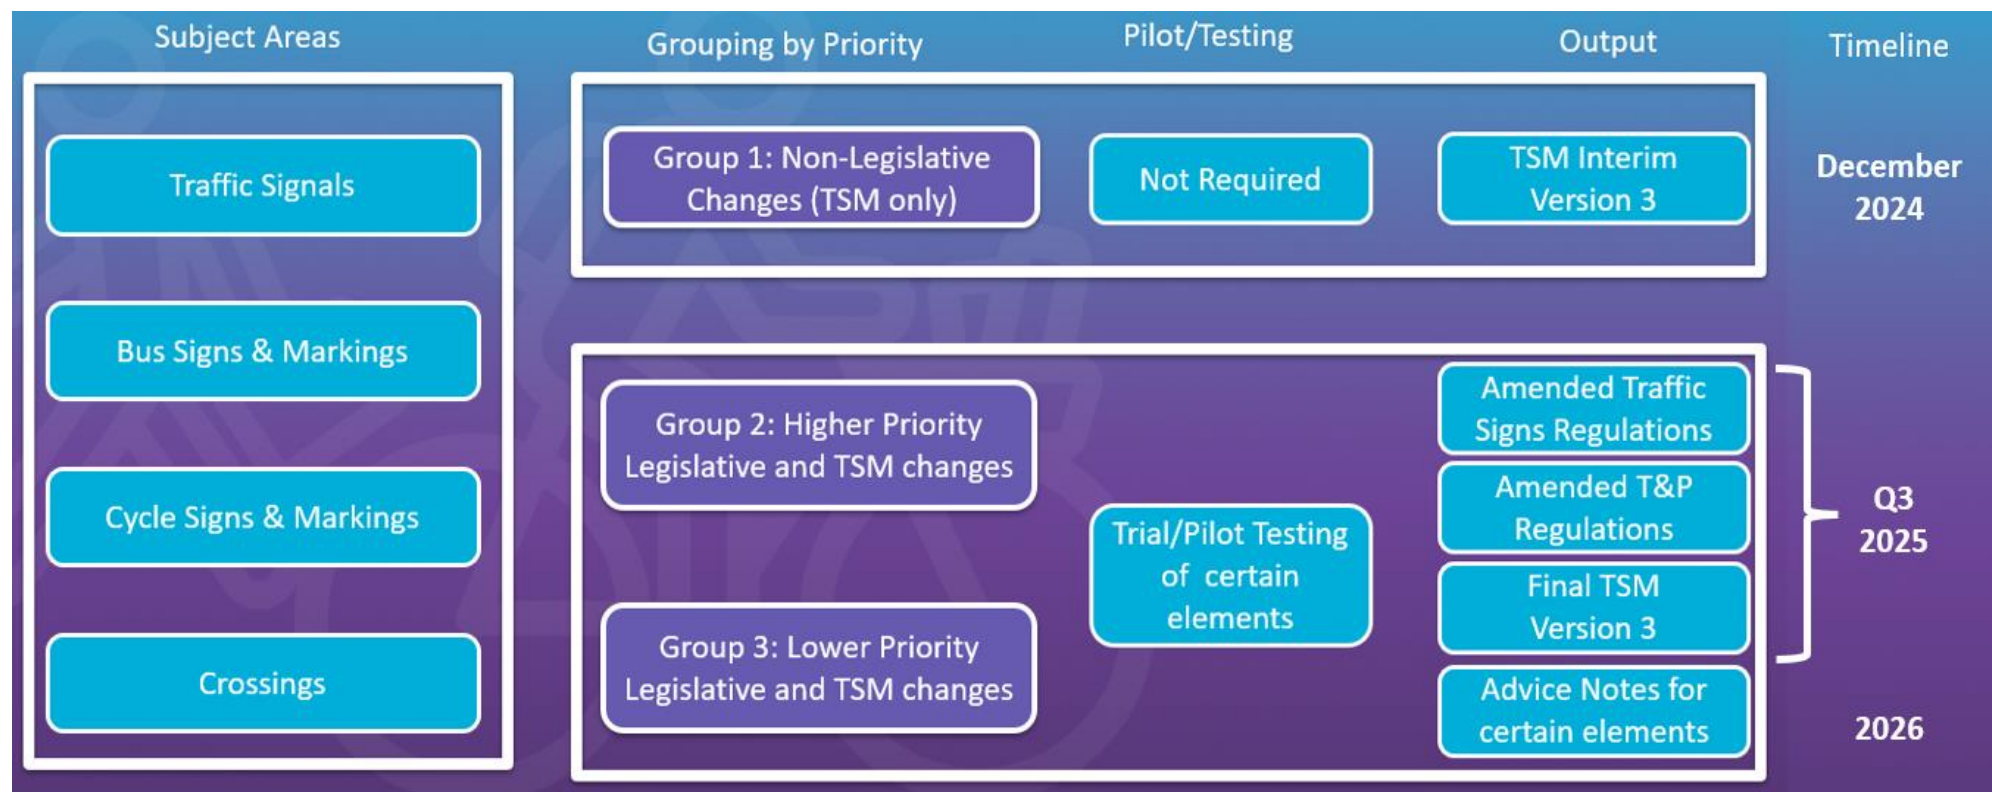 Subject Areas
Grouping by Priority
Pilot/Testing
Output
Timeline
Traffic Signals
Bus Signs & Markings
Cycle Signs & Markings
Crossings
Group 1: Non-Legislative
Changes (TSM only)
Not Required
TSM Interim
Version 3
December
2024
Group 2: Higher Priority
Legislative and TSM changes
Group 3: Lower Priority
Legislative and TSM changes
Trial/Pilot Testing
of certain
elements
Amended Traffic
Signs Regulations
Amended T&P
Regulations
Final TSM
Version 3
Advice Notes for
certain elements
Q3
2025
2026